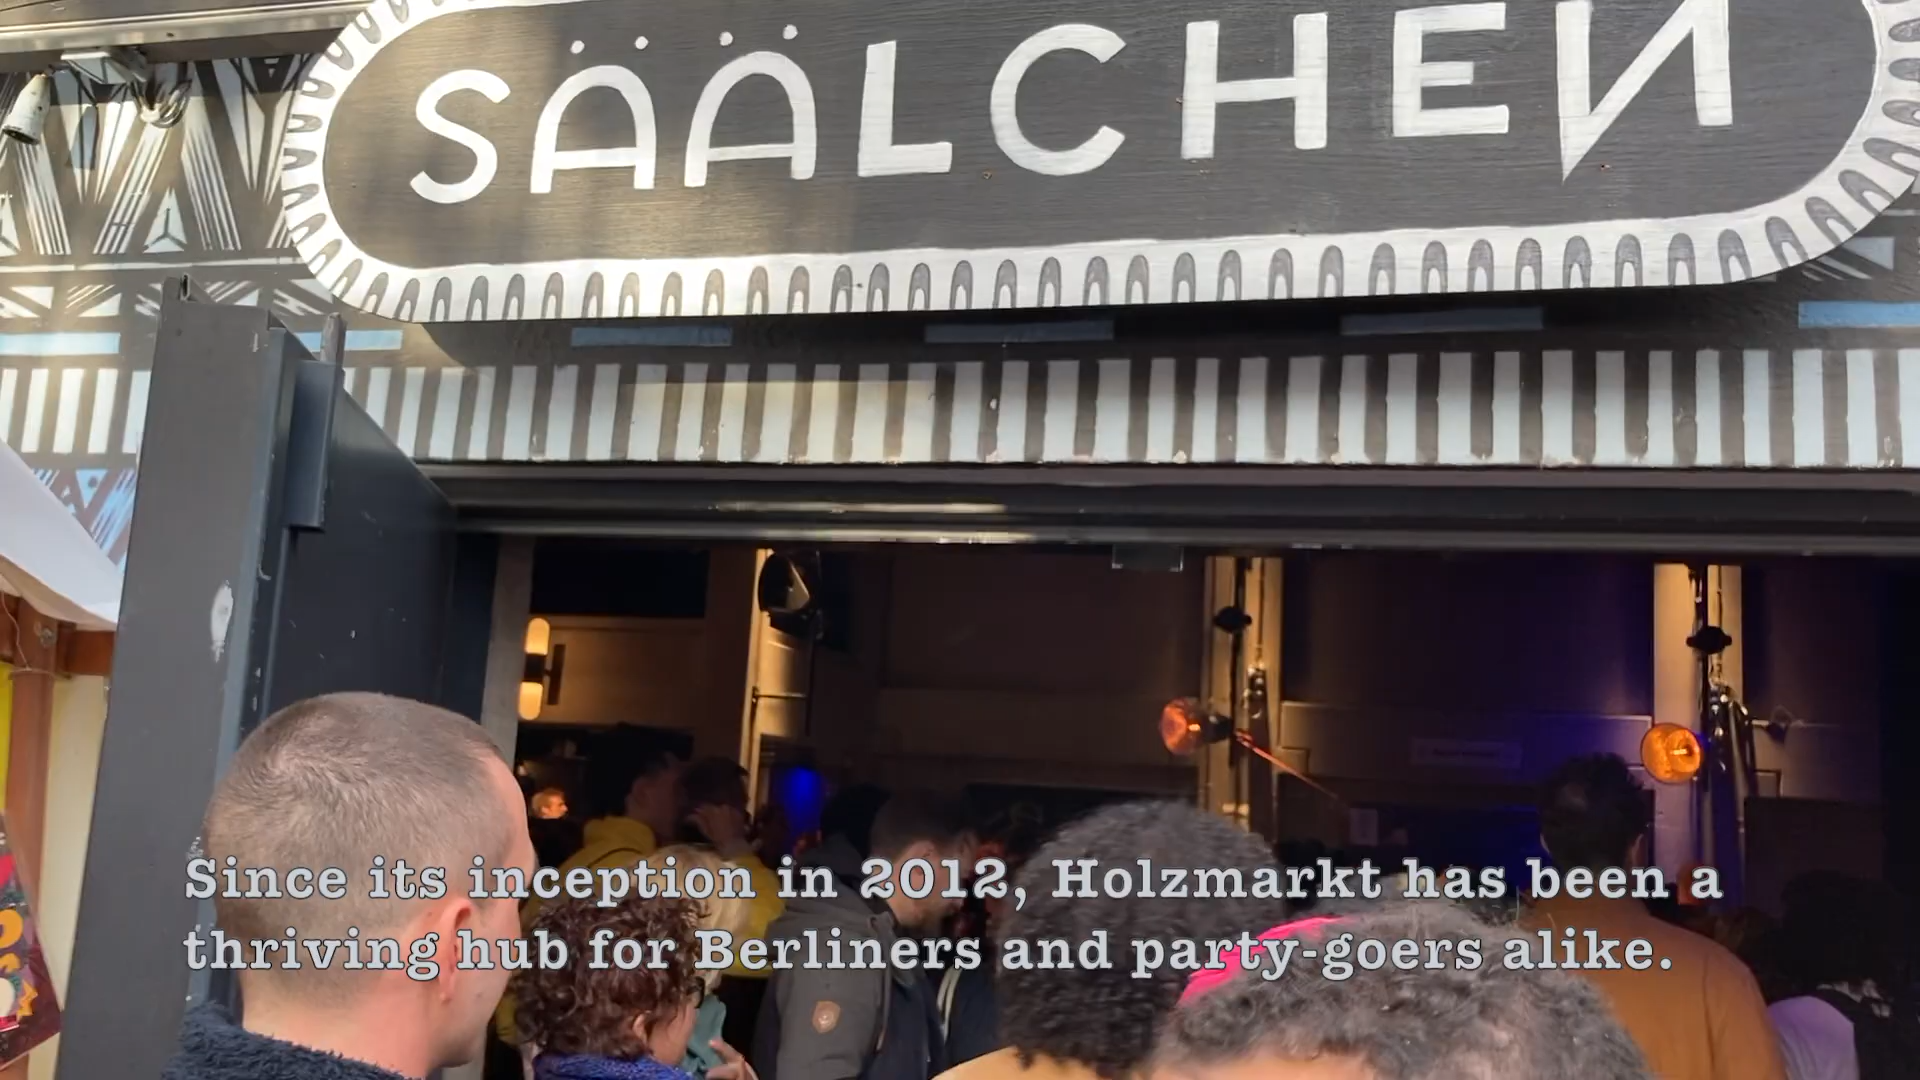 SÄÄLCHEN
Since its inception in 2012, Holzmarkt has been a
thriving hub for Berliners and party-goers alike.